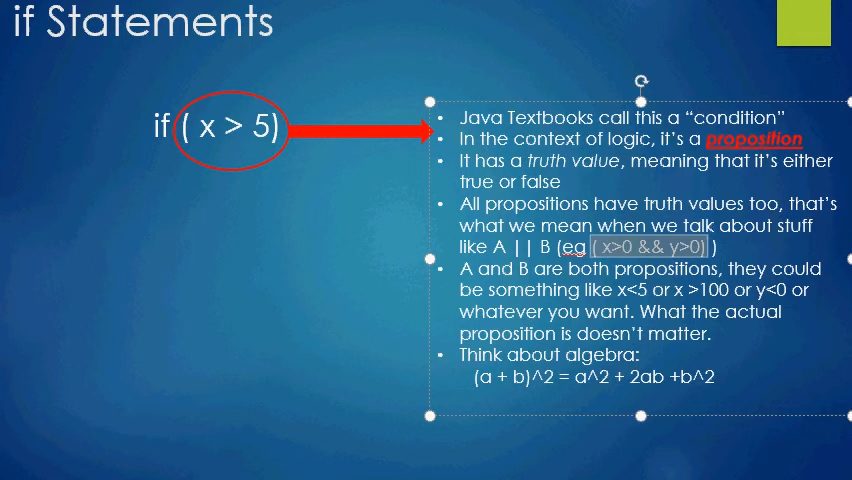 if Statements
if ( x > 5)
• Java Textbooks call this a “condition”
• In the context of logic, it’s a proposition
• It has a truth value, meaning that it’s either
true or false
• All propositions have truth values too, that’s
what we mean when we talk about stuff
like A || B (eg ( x>0 && y>0) )
• A and B are both propositions, they could
be something like x<5 or x >100 or y<0 or
whatever you want. What the actual
proposition is doesn’t matter.
• Think about algebra:
(a + b)^2 = a^2 + 2ab +b^2